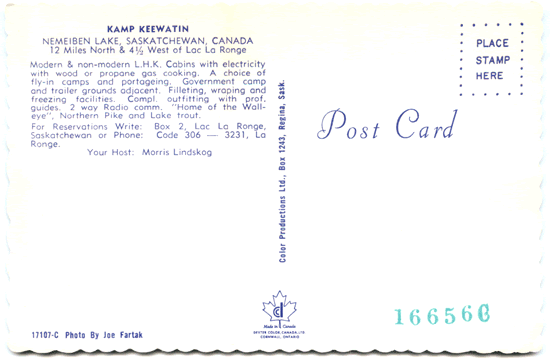 KAMP KEEWATIN
NEMEIBEN LAKE, SASKATCHEWAN, CANADA
12 Miles North & 4½ West of Lac La Ronge
Modern & non-modern L.H.K. Cabins with electricity
with wood or propane gas cooking. A choice of
fly-in camps and portageing. Government camp
and trailer grounds adjacent. Filleting, wraping and
freezing facilities. Compl. outfitting with prof.
guides. 2 way Radio comm. "Home of the Wall-
eye", Northern Pike and Lake trout.
For Reservations Write: Box 2, Lac La Ronge,
Saskatchewan or Phone: Code 306 — 3231, La
Ronge.
Your Host: Morris Lindskog
17107-C Photo By Joe Fartak
Color Productions Ltd., Box 1243, Regina, Sask.
Made in Canada
DEXTER COLOR CANADA LTD
CORNWALL, ONTARIO
PLACE
STAMP
HERE
Post Card